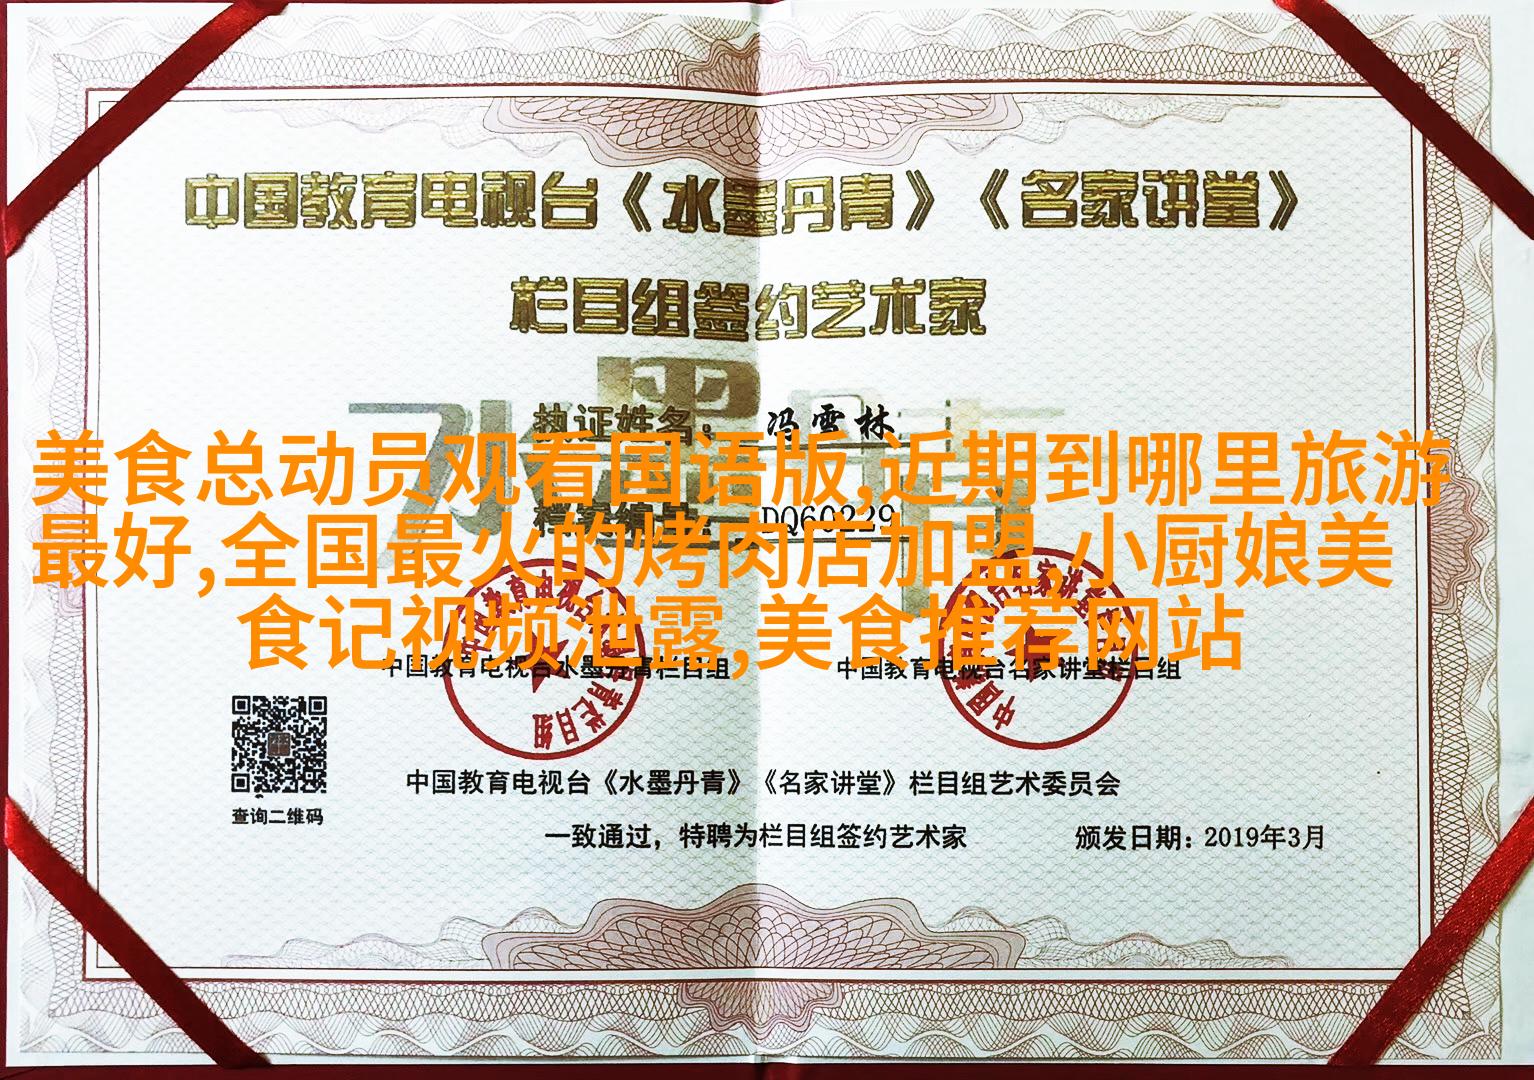 中国教育电视台《水墨丹青》《名家讲堂》
栏目组签约艺术家
执证姓名：冯雪林
美食总动员观看国语版,近期到哪里旅游
DQ60229
最好,全国最火的烤肉店加盟,小厨娘美
食记视频泄露,美食推荐网站
中国教育电视台水墨丹青栏目组
中国教育电视台名家讲堂栏目组
中国教育电视台《水墨丹青》《名家讲堂》栏目组艺术委员会
查询二维码
一致通过，特聘为栏目组签约艺术家
颁发日期：2019年3月